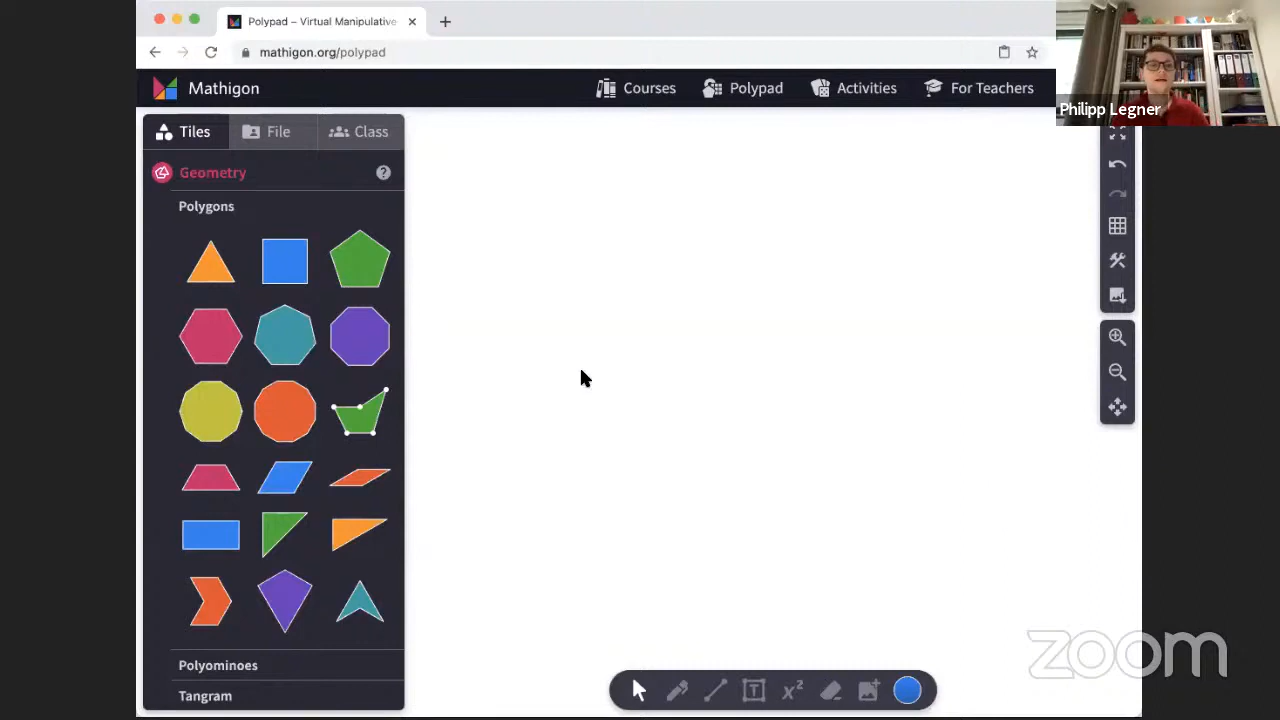 Polypad – Virtual Manipulative
mathigon.org/polypad
Mathigon
Courses
Polypad
Activities
For Teachers
Philipp Legner
Tiles
File
Class
Geometry
Polygons
Polyominoes
Tangram
T
x²
zoom